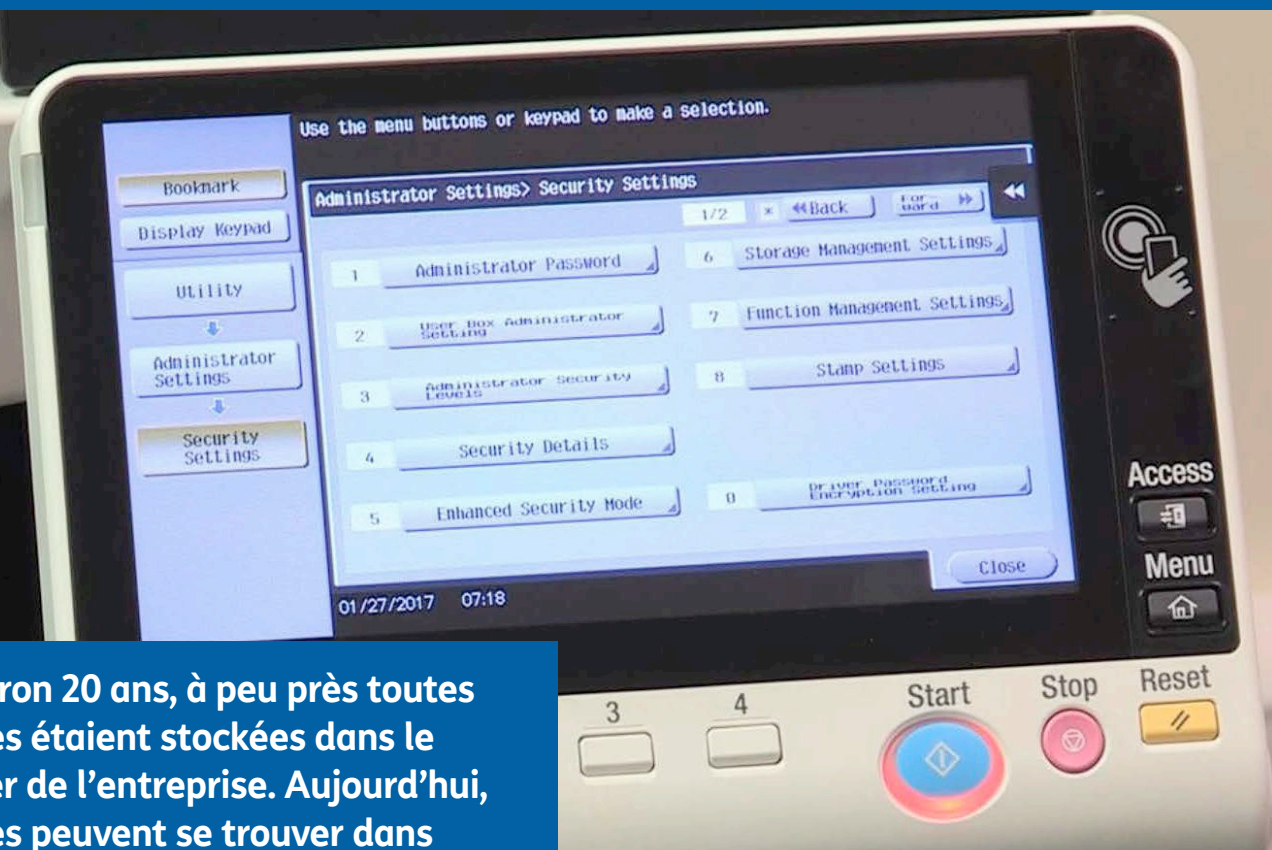 Use the menu buttons or keypad to make a selection.
Bookmark
Display Keypad
Utility
Administrator
Settings
Security
Settings
Administrator Settings> Security Settings
1/2
Back
For-
ward
1 Administrator Password
2 User Box Administrator
Setting
3 Administrator Security
Levels
4 Security Details
5 Enhanced Security Mode
6 Storage Management Settings
7 Function Management Settings
8 Stamp Settings
0 Driver Password
Encryption Setting
Close
01/27/2017 07:18
Access
Menu
3
4
Start
Stop
Reset
ron 20 ans, à peu près toutes
es étaient stockées dans le
er de l’entreprise. Aujourd’hui,
es peuvent se trouver dans